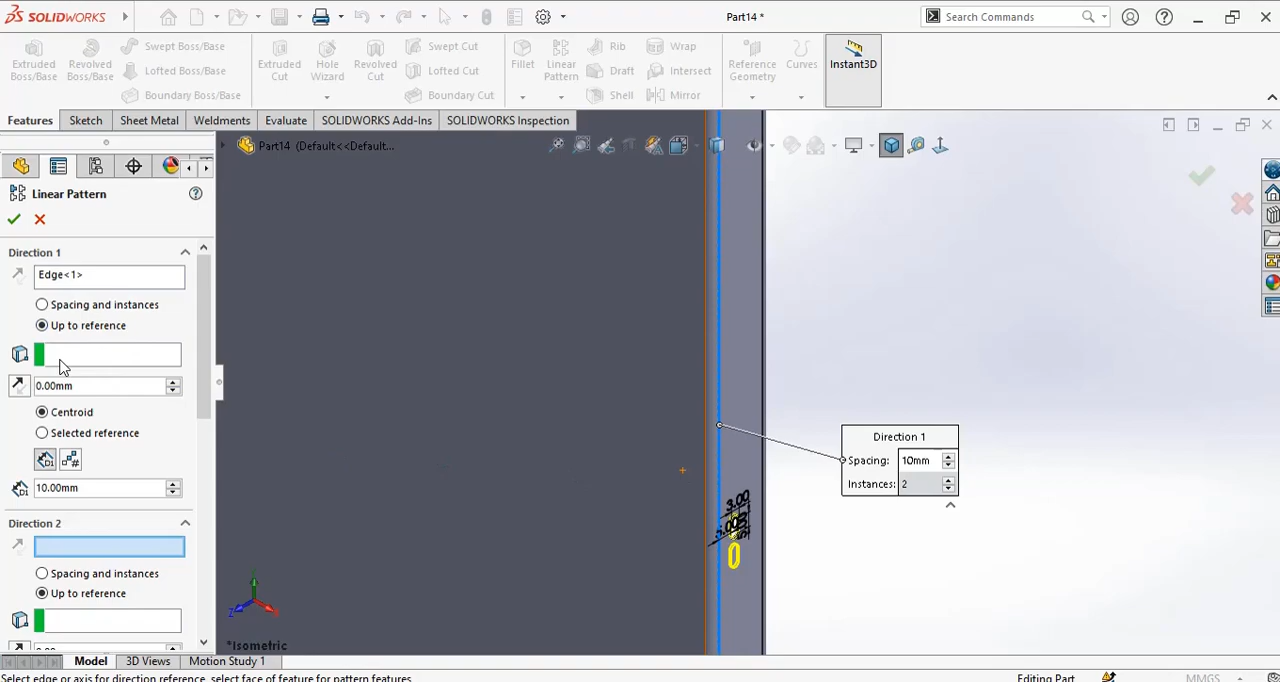 SOLIDWORKS
Part14 *
Search Commands
Extruded Boss/Base
Revolved Boss/Base
Swept Boss/Base
Lofted Boss/Base
Boundary Boss/Base
Extruded Cut
Hole Wizard
Revolved Cut
Swept Cut
Lofted Cut
Boundary Cut
Fillet
Linear Pattern
Rib
Draft
Shell
Wrap
Intersect
Mirror
Reference Geometry
Curves
Instant3D
Features Sketch Sheet Metal Weldments Evaluate SOLIDWORKS Add-Ins SOLIDWORKS Inspection
Part14 (Default<<Default...
Linear Pattern
Direction 1
Edge<1>
Spacing and instances
Up to reference
0.00mm
Centroid
Selected reference
10.00mm
Direction 2
Spacing and instances
Up to reference
Direction 1
Spacing: 10mm
Instances: 2
3.00
*Isometric
Model 3D Views Motion Study 1
Select edge or axis for direction reference, select face of feature for pattern features
Editing Part
MMGS